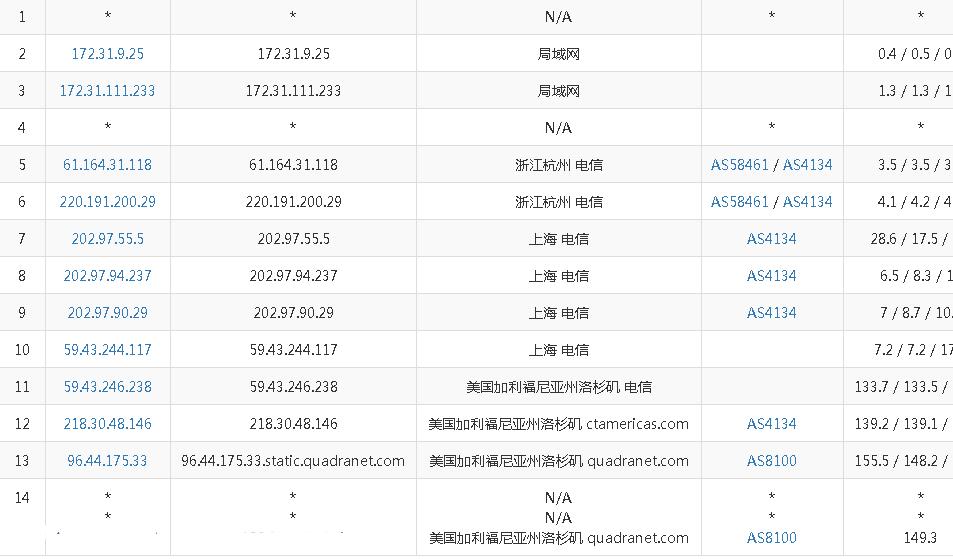 1 * * N/A * *
2 172.31.9.25 172.31.9.25 局域网 0.4 / 0.5 / 0
3 172.31.111.233 172.31.111.233 局域网 1.3 / 1.3 / 1
4 * * N/A * *
5 61.164.31.118 61.164.31.118 浙江杭州 电信 AS58461 / AS4134 3.5 / 3.5 / 3
6 220.191.200.29 220.191.200.29 浙江杭州 电信 AS58461 / AS4134 4.1 / 4.2 / 4
7 202.97.55.5 202.97.55.5 上海 电信 AS4134 28.6 / 17.5 /
8 202.97.94.237 202.97.94.237 上海 电信 AS4134 6.5 / 8.3 / 1
9 202.97.90.29 202.97.90.29 上海 电信 AS4134 7 / 8.7 / 10.
10 59.43.244.117 59.43.244.117 上海 电信 7.2 / 7.2 / 17
11 59.43.246.238 59.43.246.238 美国加利福尼亚州洛杉矶 电信 133.7 / 133.5 /
12 218.30.48.146 218.30.48.146 美国加利福尼亚州洛杉矶 ctamericas.com AS4134 139.2 / 139.1 /
13 96.44.175.33 96.44.175.33.static.quadranet.com 美国加利福尼亚州洛杉矶 quadranet.com AS8100 155.5 / 148.2 /
14 * * N/A * *
* * N/A * *
美国加利福尼亚州洛杉矶 quadranet.com AS8100 149.3